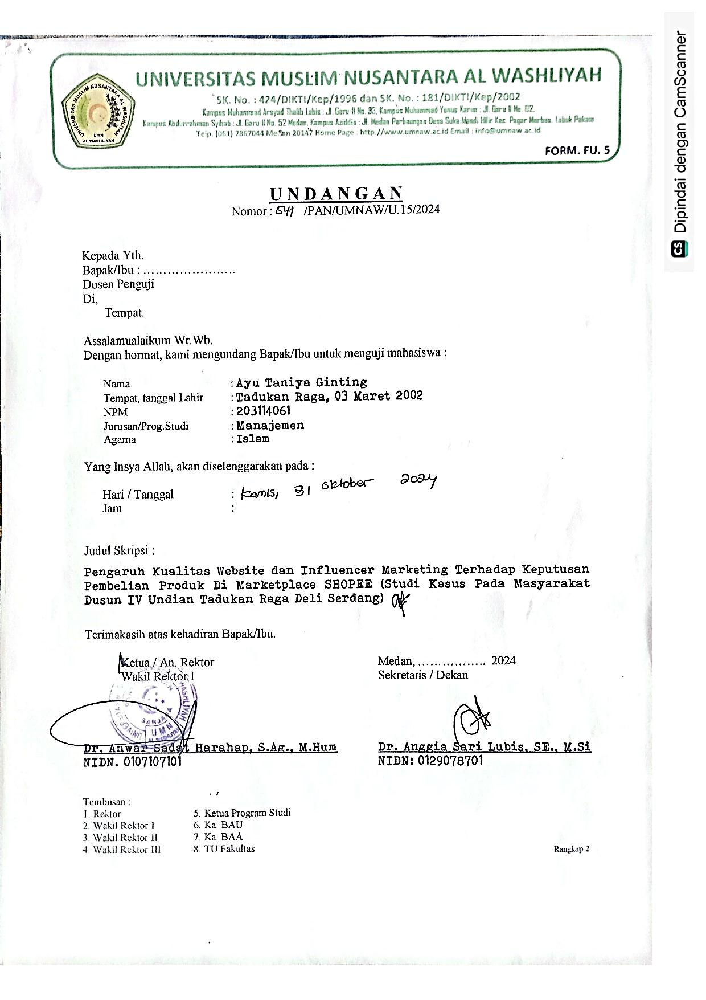 UNIVERSITAS MUSLIM NUSANTARA AL WASHLIYAH
SK. No. : 424/DIKTI/Kep/1996 dan SK. No. : 181/DIKTI/Kep/2002
Kampus Muhammad Arsyad Thalib Lubis : Jl. Garu II No. 93, Kampus Muhammad Yunus Karim : Jl. Garu II No. 02,
Kampus Abdurrahman Syihab : Jl. Garu II No. 52 Medan, Kampus Aziddin : Jl. Medan Perbaungan Desa Suka Mandi Hilir Kec. Pagar Merbau, Lubuk Pakam
Telp. (061) 7867044 Medan 20147 Home Page : http://www.umnaw.ac.id Email : info@umnaw.ac.id
FORM. FU. 5
UNIVERSITAS MUSLIM NUSANTARA AL WASHLIYAH
UMN
AL WASHLIYAH
UNDANGAN
Nomor : 641 /PAN/UMNAW/U.15/2024
Kepada Yth.
Bapak/Ibu : .......................
Dosen Penguji
Di,
Tempat.
Assalamualaikum Wr.Wb.
Dengan hormat, kami mengundang Bapak/Ibu untuk menguji mahasiswa :
Nama : Ayu Taniya Ginting
Tempat, tanggal Lahir : Tadukan Raga, 03 Maret 2002
NPM : 203114061
Jurusan/Prog.Studi : Manajemen
Agama : Islam
Yang Insya Allah, akan diselenggarakan pada :
Hari / Tanggal : Kamis, 31 Oktober 2024
Jam :
Judul Skripsi :
Pengaruh Kualitas Website dan Influencer Marketing Terhadap Keputusan
Pembelian Produk Di Marketplace SHOPEE (Studi Kasus Pada Masyarakat
Dusun IV Undian Tadukan Raga Deli Serdang)
Terimakasih atas kehadiran Bapak/Ibu.
Ketua / An. Rektor
Wakil Rektor I
SARJANA
UMN
AL WASHLIYAH
Dr. Anwar Sadat Harahap, S.Ag., M.Hum
NIDN. 0107107101
Medan, ................. 2024
Sekretaris / Dekan
Dr. Anggia Sari Lubis, SE., M.Si
NIDN: 0129078701
Tembusan :
1. Rektor
2. Wakil Rektor I
3. Wakil Rektor II
4 Wakil Rektor III
5. Ketua Program Studi
6. Ka. BAU
7. Ka. BAA
8. TU Fakultas
Rangkap 2
CS Dipindai dengan CamScanner